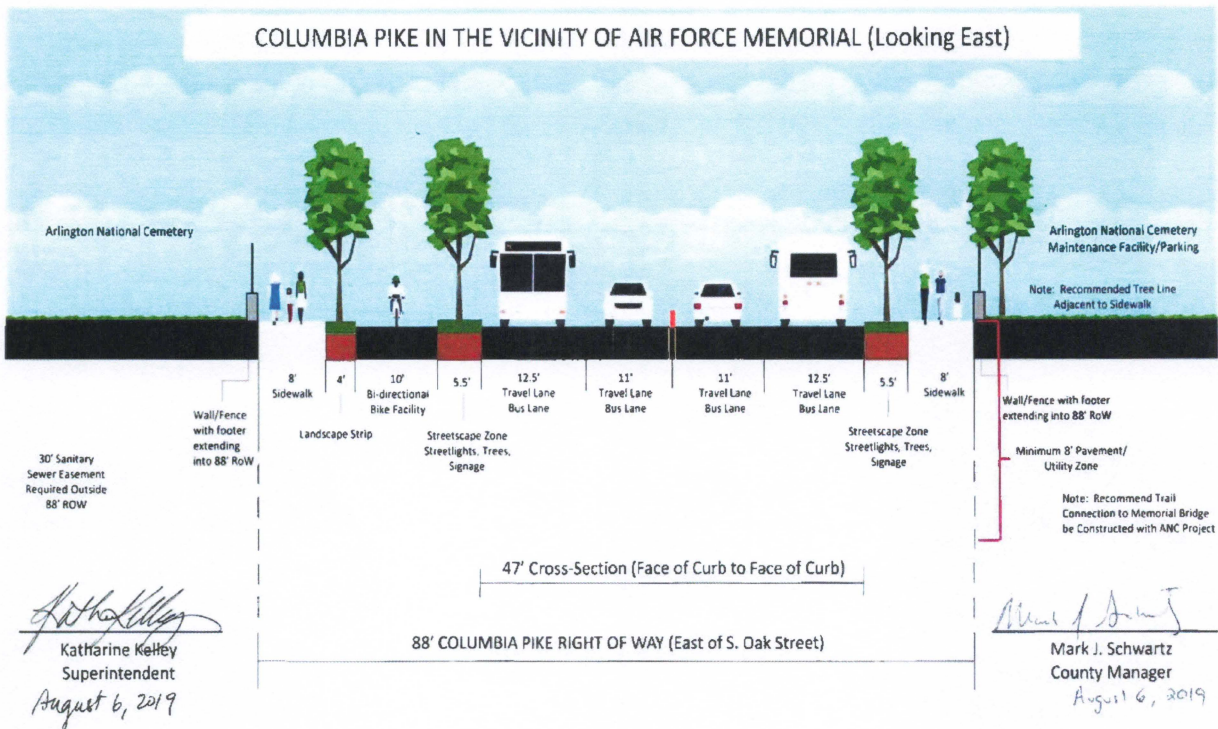 COLUMBIA PIKE IN THE VICINITY OF AIR FORCE MEMORIAL (Looking East)
Arlington National Cemetery
Arlington National Cemetery
Maintenance Facility/Parking
Note: Recommended Tree Line
Adjacent to Sidewalk
8'
Sidewalk
4'
10'
Bi-directional
Bike Facility
5.5'
12.5'
Travel Lane
Bus Lane
11'
Travel Lane
Bus Lane
11'
Travel Lane
Bus Lane
12.5'
Travel Lane
Bus Lane
5.5'
8'
Sidewalk
Wall/Fence
with footer
extending
into 88' RoW
Landscape Strip
Streetscape Zone
Streetlights, Trees,
Signage
Streetscape Zone
Streetlights, Trees,
Signage
Wall/Fence with footer
extending into 88' RoW
Minimum 8' Pavement/
Utility Zone
30' Sanitary
Sewer Easement
Required Outside
88' ROW
Note: Recommend Trail
Connection to Memorial Bridge
be Constructed with ANC Project
47' Cross-Section (Face of Curb to Face of Curb)
88' COLUMBIA PIKE RIGHT OF WAY (East of S. Oak Street)
Katharine Kelley
Superintendent
August 6, 2019
Mark J. Schwartz
County Manager
August 6, 2019